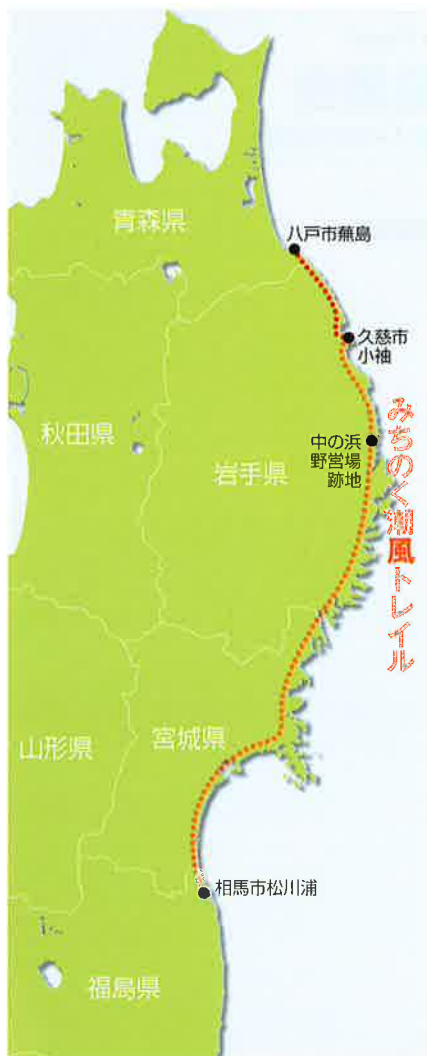 青森県
八戸市蕪島
久慈市
小袖
秋田県
中の浜
野営場
跡地
岩手県
みちのく潮風トレイル
山形県
宮城県
相馬市松川浦
福島県